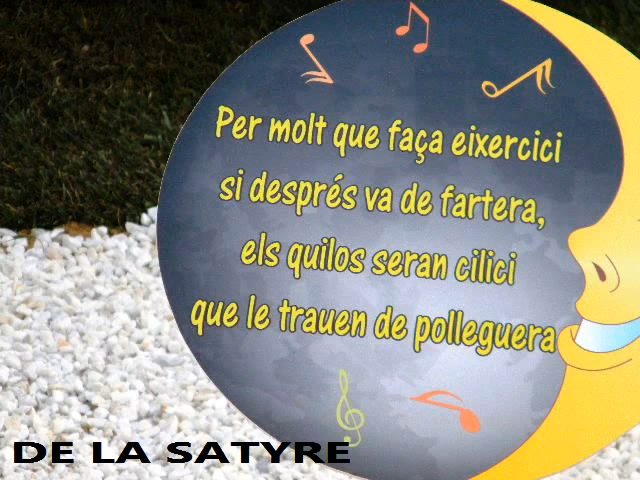 Per molt que faça eixercici
si després va de fartera,
els quilos seran cilici
que le trauen de polleguera
DE LA SATYRE